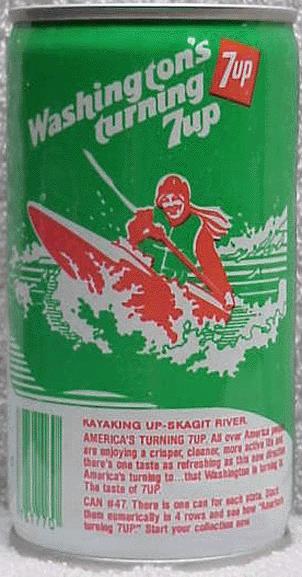 Washington's
turning
7up
7up
KAYAKING UP-SKAGIT RIVER.
AMERICA'S TURNING 7UP. All over America people
are enjoying a crisper, cleaner, more active life and
there's one taste as refreshing as this new direction
America's turning to...that Washington is turning to.
The taste of 7UP.
CAN #47. There is one can for each state. Stack
them numerically in 4 rows and see how "America's
turning 7UP." Start your collection now.